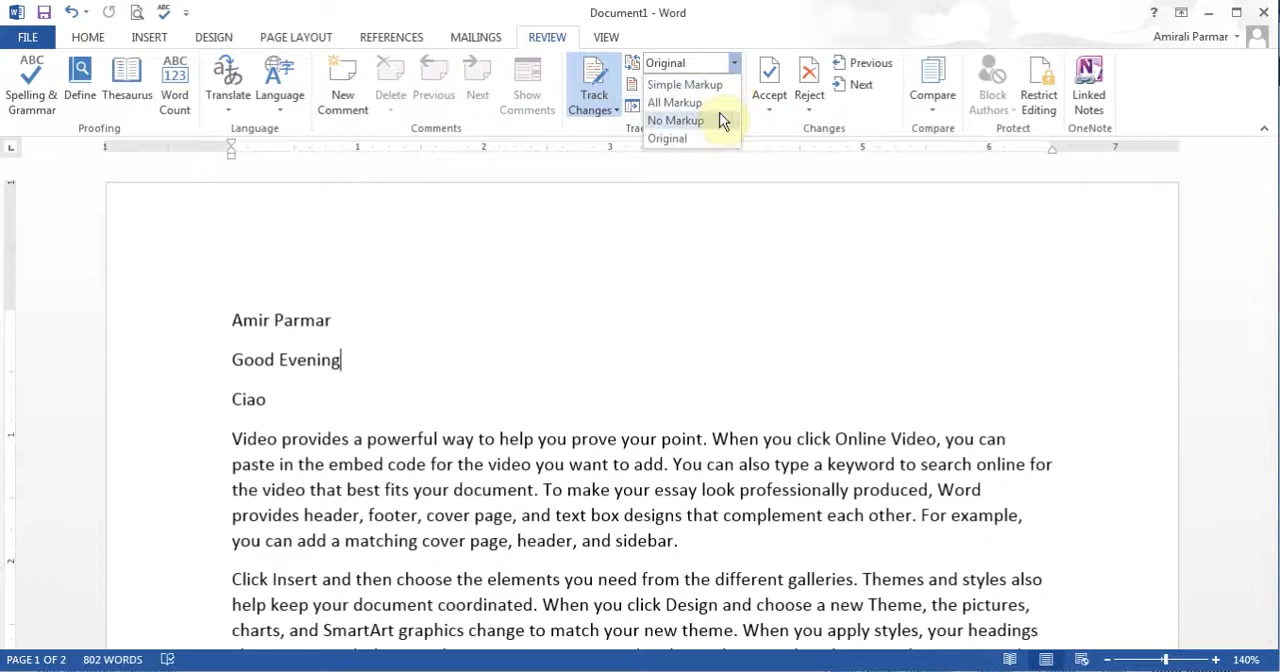 Document1 - Word
?
FILE HOME INSERT DESIGN PAGE LAYOUT REFERENCES MAILINGS REVIEW VIEW Amirali Parmar
ABC Spelling & Grammar
Define
Thesaurus
ABC 123 Word Count
Proofing
Translate
Language
Language
New Comment
Delete
Previous
Next
Show Comments
Comments
Track Changes
Original
Simple Markup
All Markup
No Markup
Original
Accept
Reject
Previous
Next
Changes
Compare
Compare
Block Authors
Restrict Editing
Protect
Linked Notes
OneNote
1 1 2 3 5 6 7
Amir Parmar
Good Evening
Ciao
Video provides a powerful way to help you prove your point. When you click Online Video, you can
paste in the embed code for the video you want to add. You can also type a keyword to search online for
the video that best fits your document. To make your essay look professionally produced, Word
provides header, footer, cover page, and text box designs that complement each other. For example,
you can add a matching cover page, header, and sidebar.
Click Insert and then choose the elements you need from the different galleries. Themes and styles also
help keep your document coordinated. When you click Design and choose a new Theme, the pictures,
charts, and SmartArt graphics change to match your new theme. When you apply styles, your headings
PAGE 1 OF 2 802 WORDS 140%